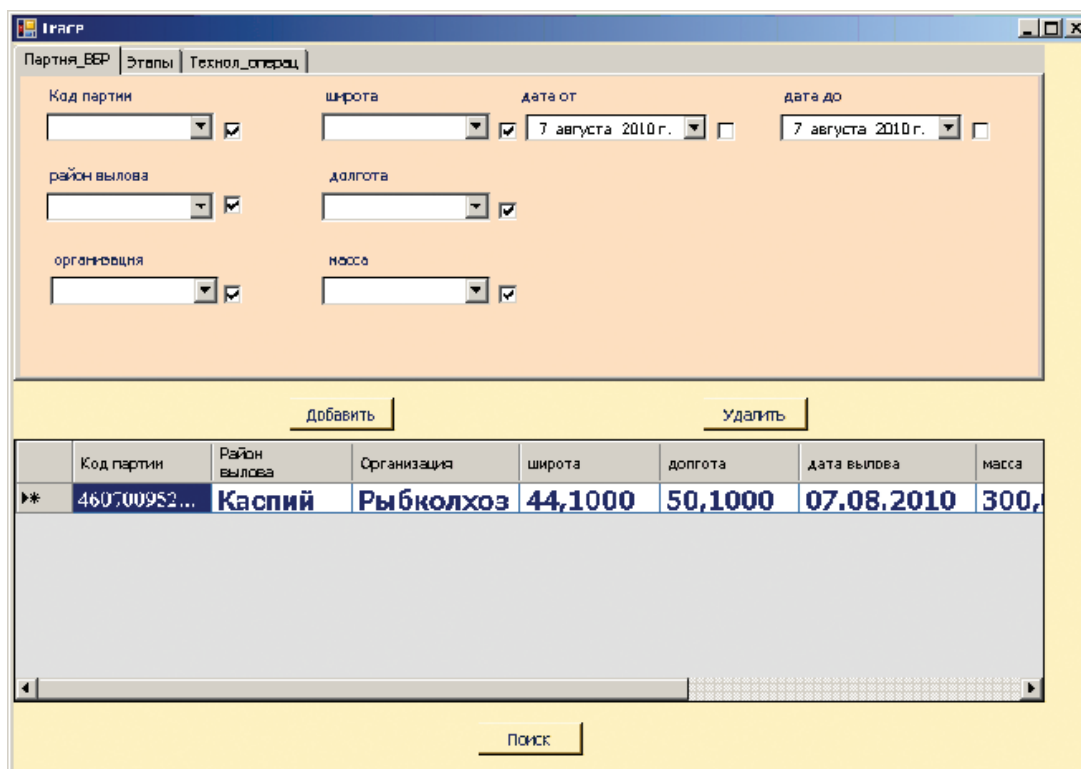 Trace
Партия_ВБР Этапы Технол_операц
Код партии широта дата от дата до
7 августа 2010 г. 7 августа 2010 г.
район вылова долгота
организация масса
Добавить Удалить
Код партии Район вылова Организация широта долгота дата вылова масса
460700952... Каспий Рыбколхоз 44,1000 50,1000 07.08.2010 300,
Поиск